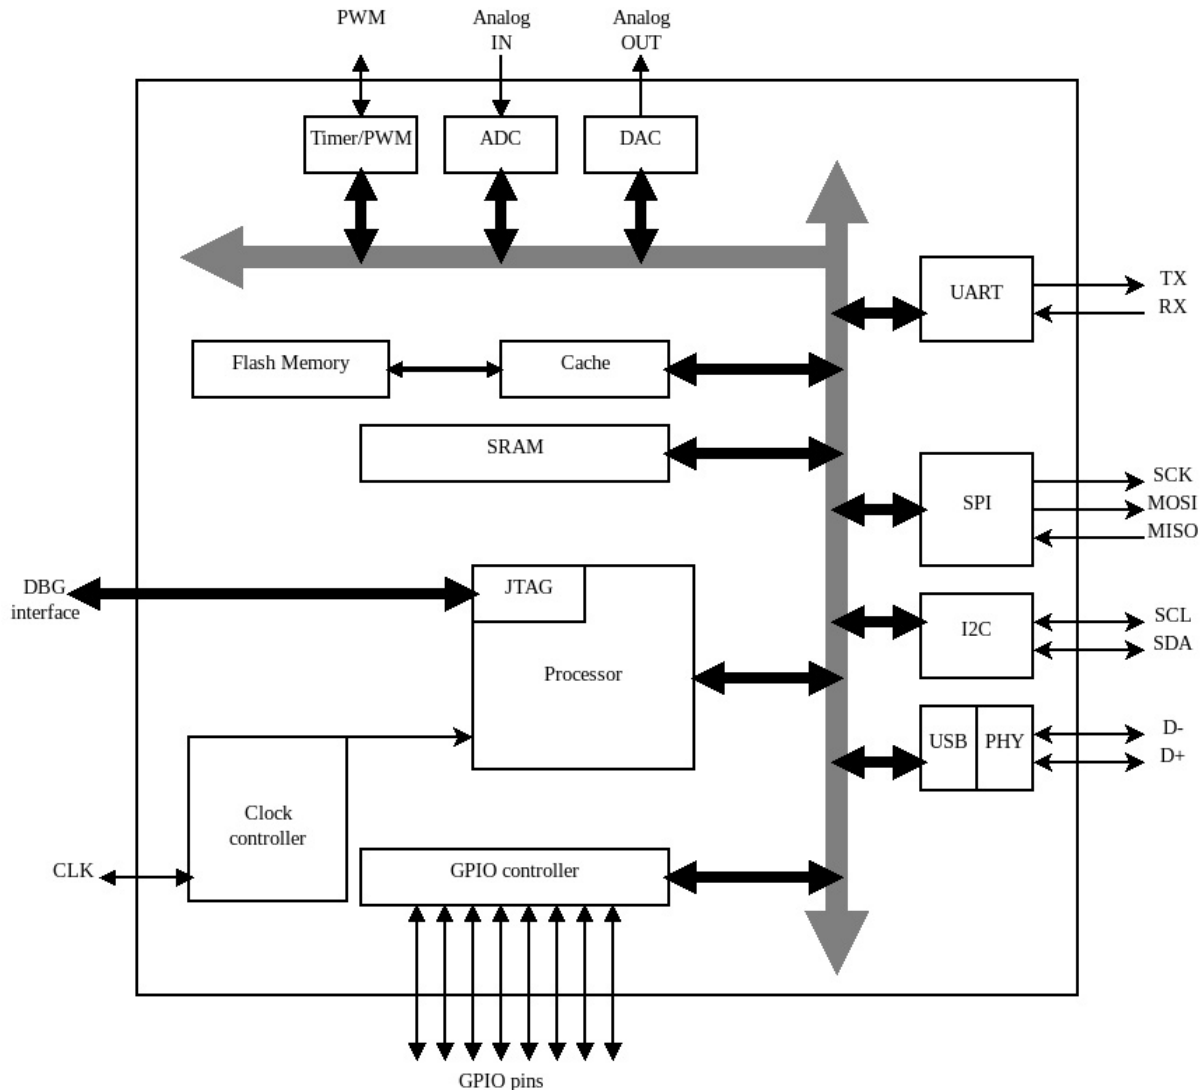 PWM
Analog
IN
Analog
OUT
Timer/PWM
ADC
DAC
UART
TX
RX
Flash Memory
Cache
SRAM
SPI
SCK
MOSI
MISO
DBG
interface
JTAG
Processor
I2C
SCL
SDA
USB
PHY
D-
D+
Clock
controller
CLK
GPIO controller
GPIO pins